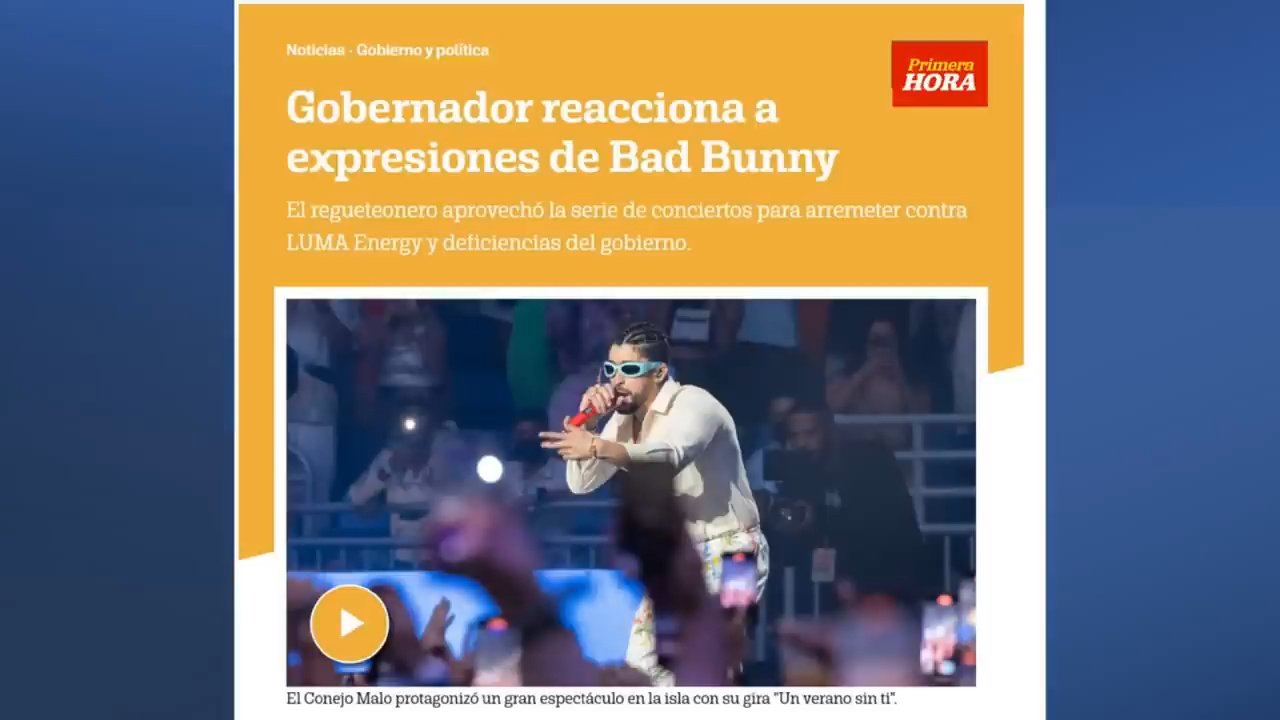 Noticias · Gobierno y política
Primera
HORA
Gobernador reacciona a
expresiones de Bad Bunny
El regueteonero aprovechó la serie de conciertos para arremeter contra
LUMA Energy y deficiencias del gobierno.
El Conejo Malo protagonizó un gran espectáculo en la isla con su gira "Un verano sin ti".